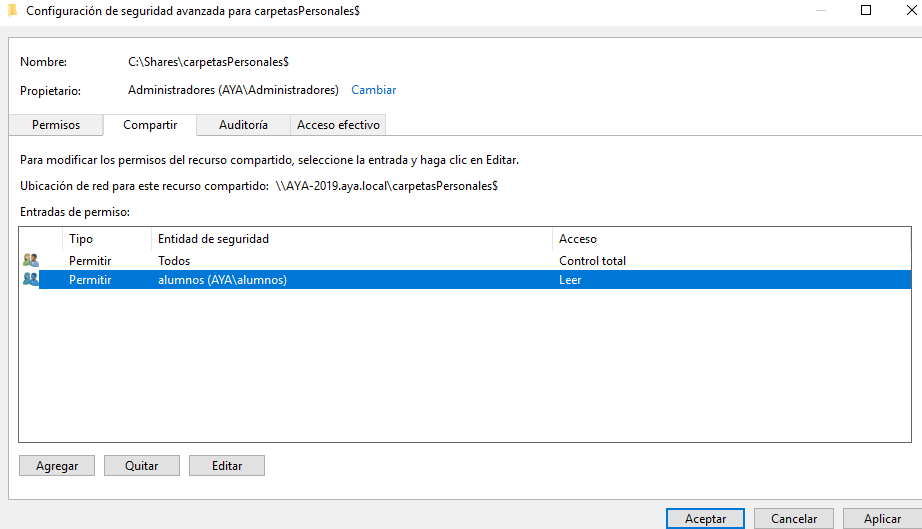 Configuración de seguridad avanzada para carpetasPersonales$
Nombre: C:\Shares\carpetasPersonales$
Propietario: Administradores (AYA\Administradores) Cambiar
Permisos Compartir Auditoría Acceso efectivo
Para modificar los permisos del recurso compartido, seleccione la entrada y haga clic en Editar.
Ubicación de red para este recurso compartido: \\AYA-2019.aya.local\carpetasPersonales$
Entradas de permiso:
Tipo Entidad de seguridad Acceso
Permitir Todos Control total
Permitir alumnos (AYA\alumnos) Leer
Agregar Quitar Editar
Aceptar Cancelar Aplicar